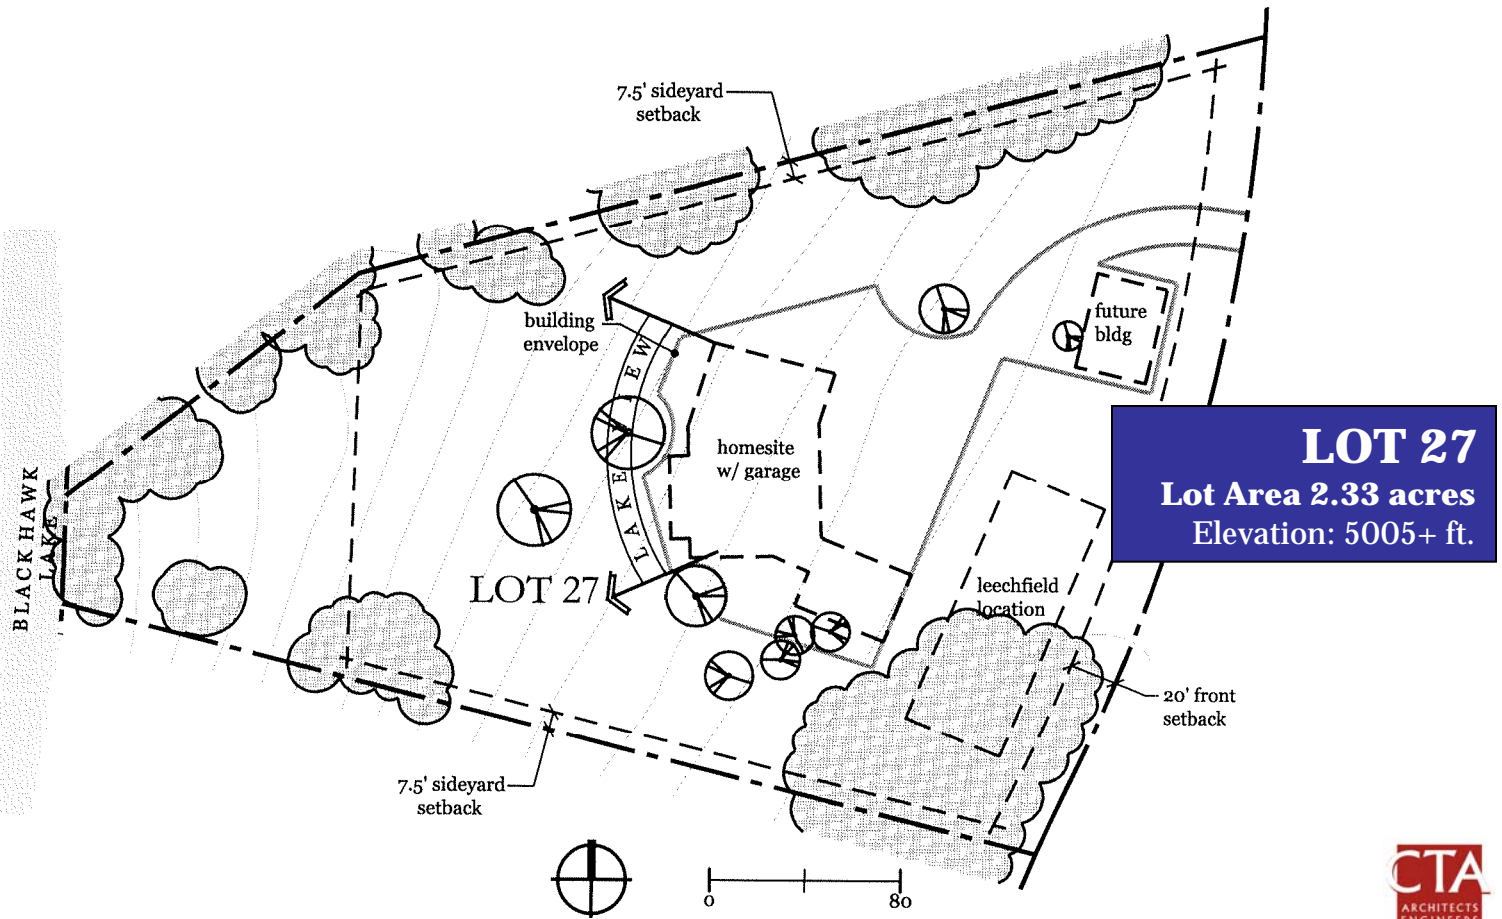 7.5' sideyard
setback
building
envelope
future
bldg
LAKE VIEW
homesite
w/ garage
LOT 27
Lot Area 2.33 acres
Elevation: 5005+ ft.
BLACK HAWK
LAKE
LOT 27
leechfield
location
20' front
setback
7.5' sideyard
setback
0 80
CTA
ARCHITECTS
ENGINEERS